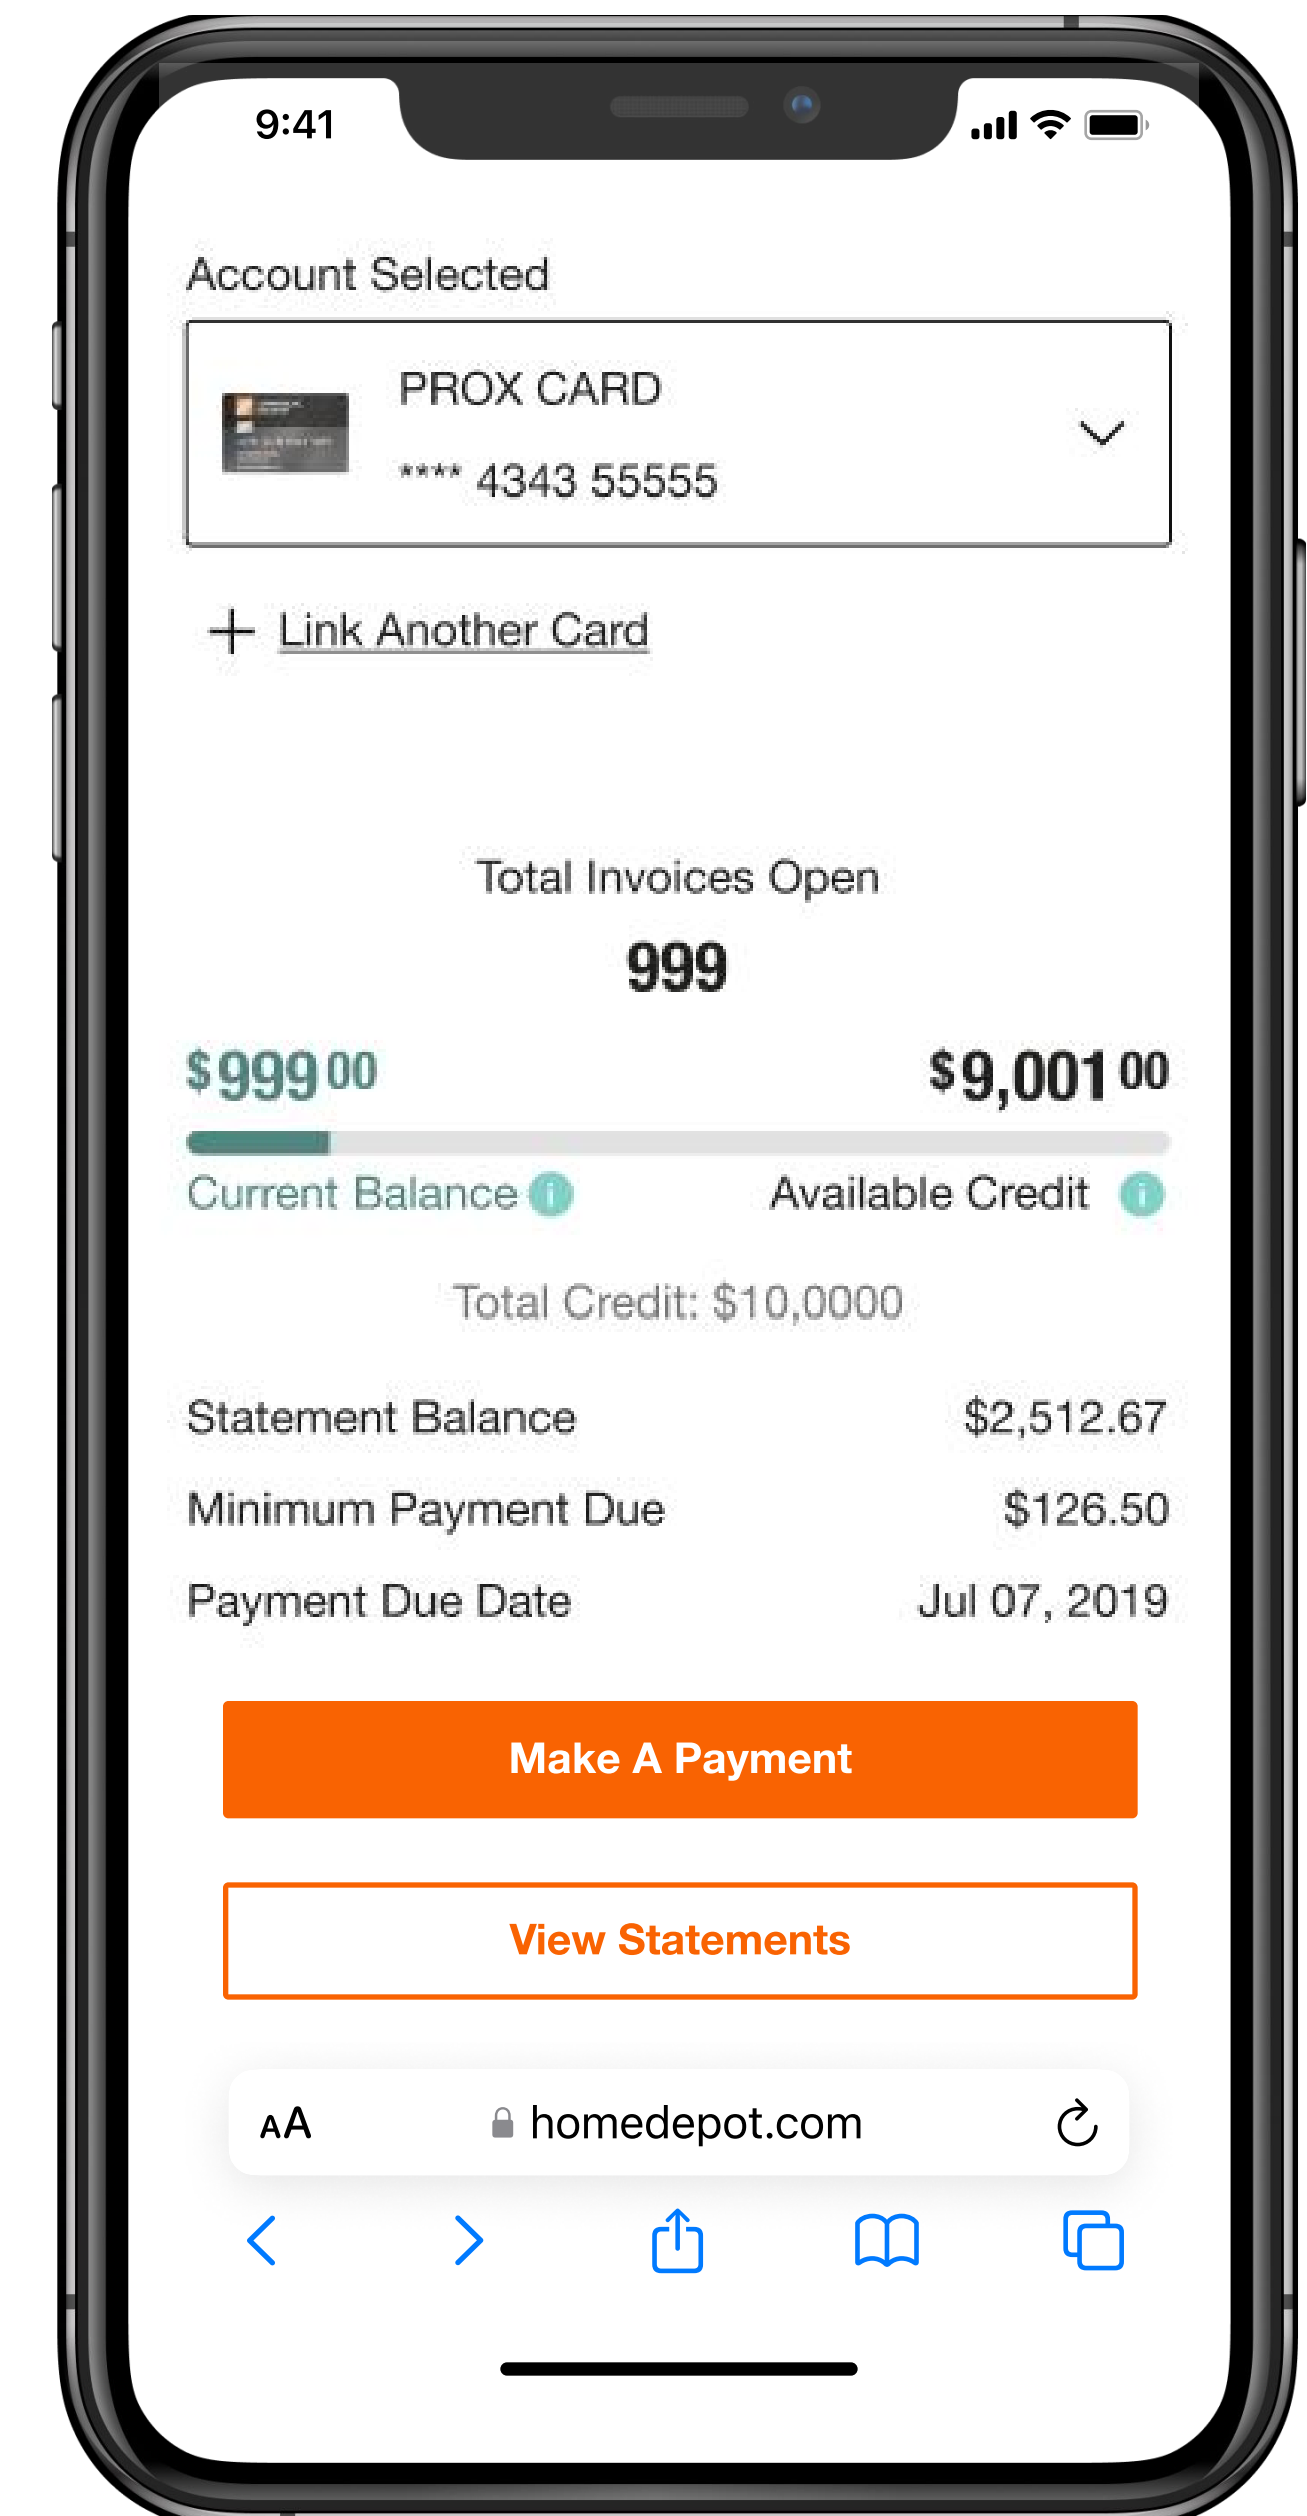 9:41
Account Selected
PROX CARD
**** 4343 55555
Link Another Card
Total Invoices Open
999
$999 00 $9,001 00
Current Balance i Available Credit i
Total Credit: $10,0000
Statement Balance $2,512.67
Minimum Payment Due $126.50
Payment Due Date Jul 07, 2019
Make A Payment
View Statements
AA homedepot.com